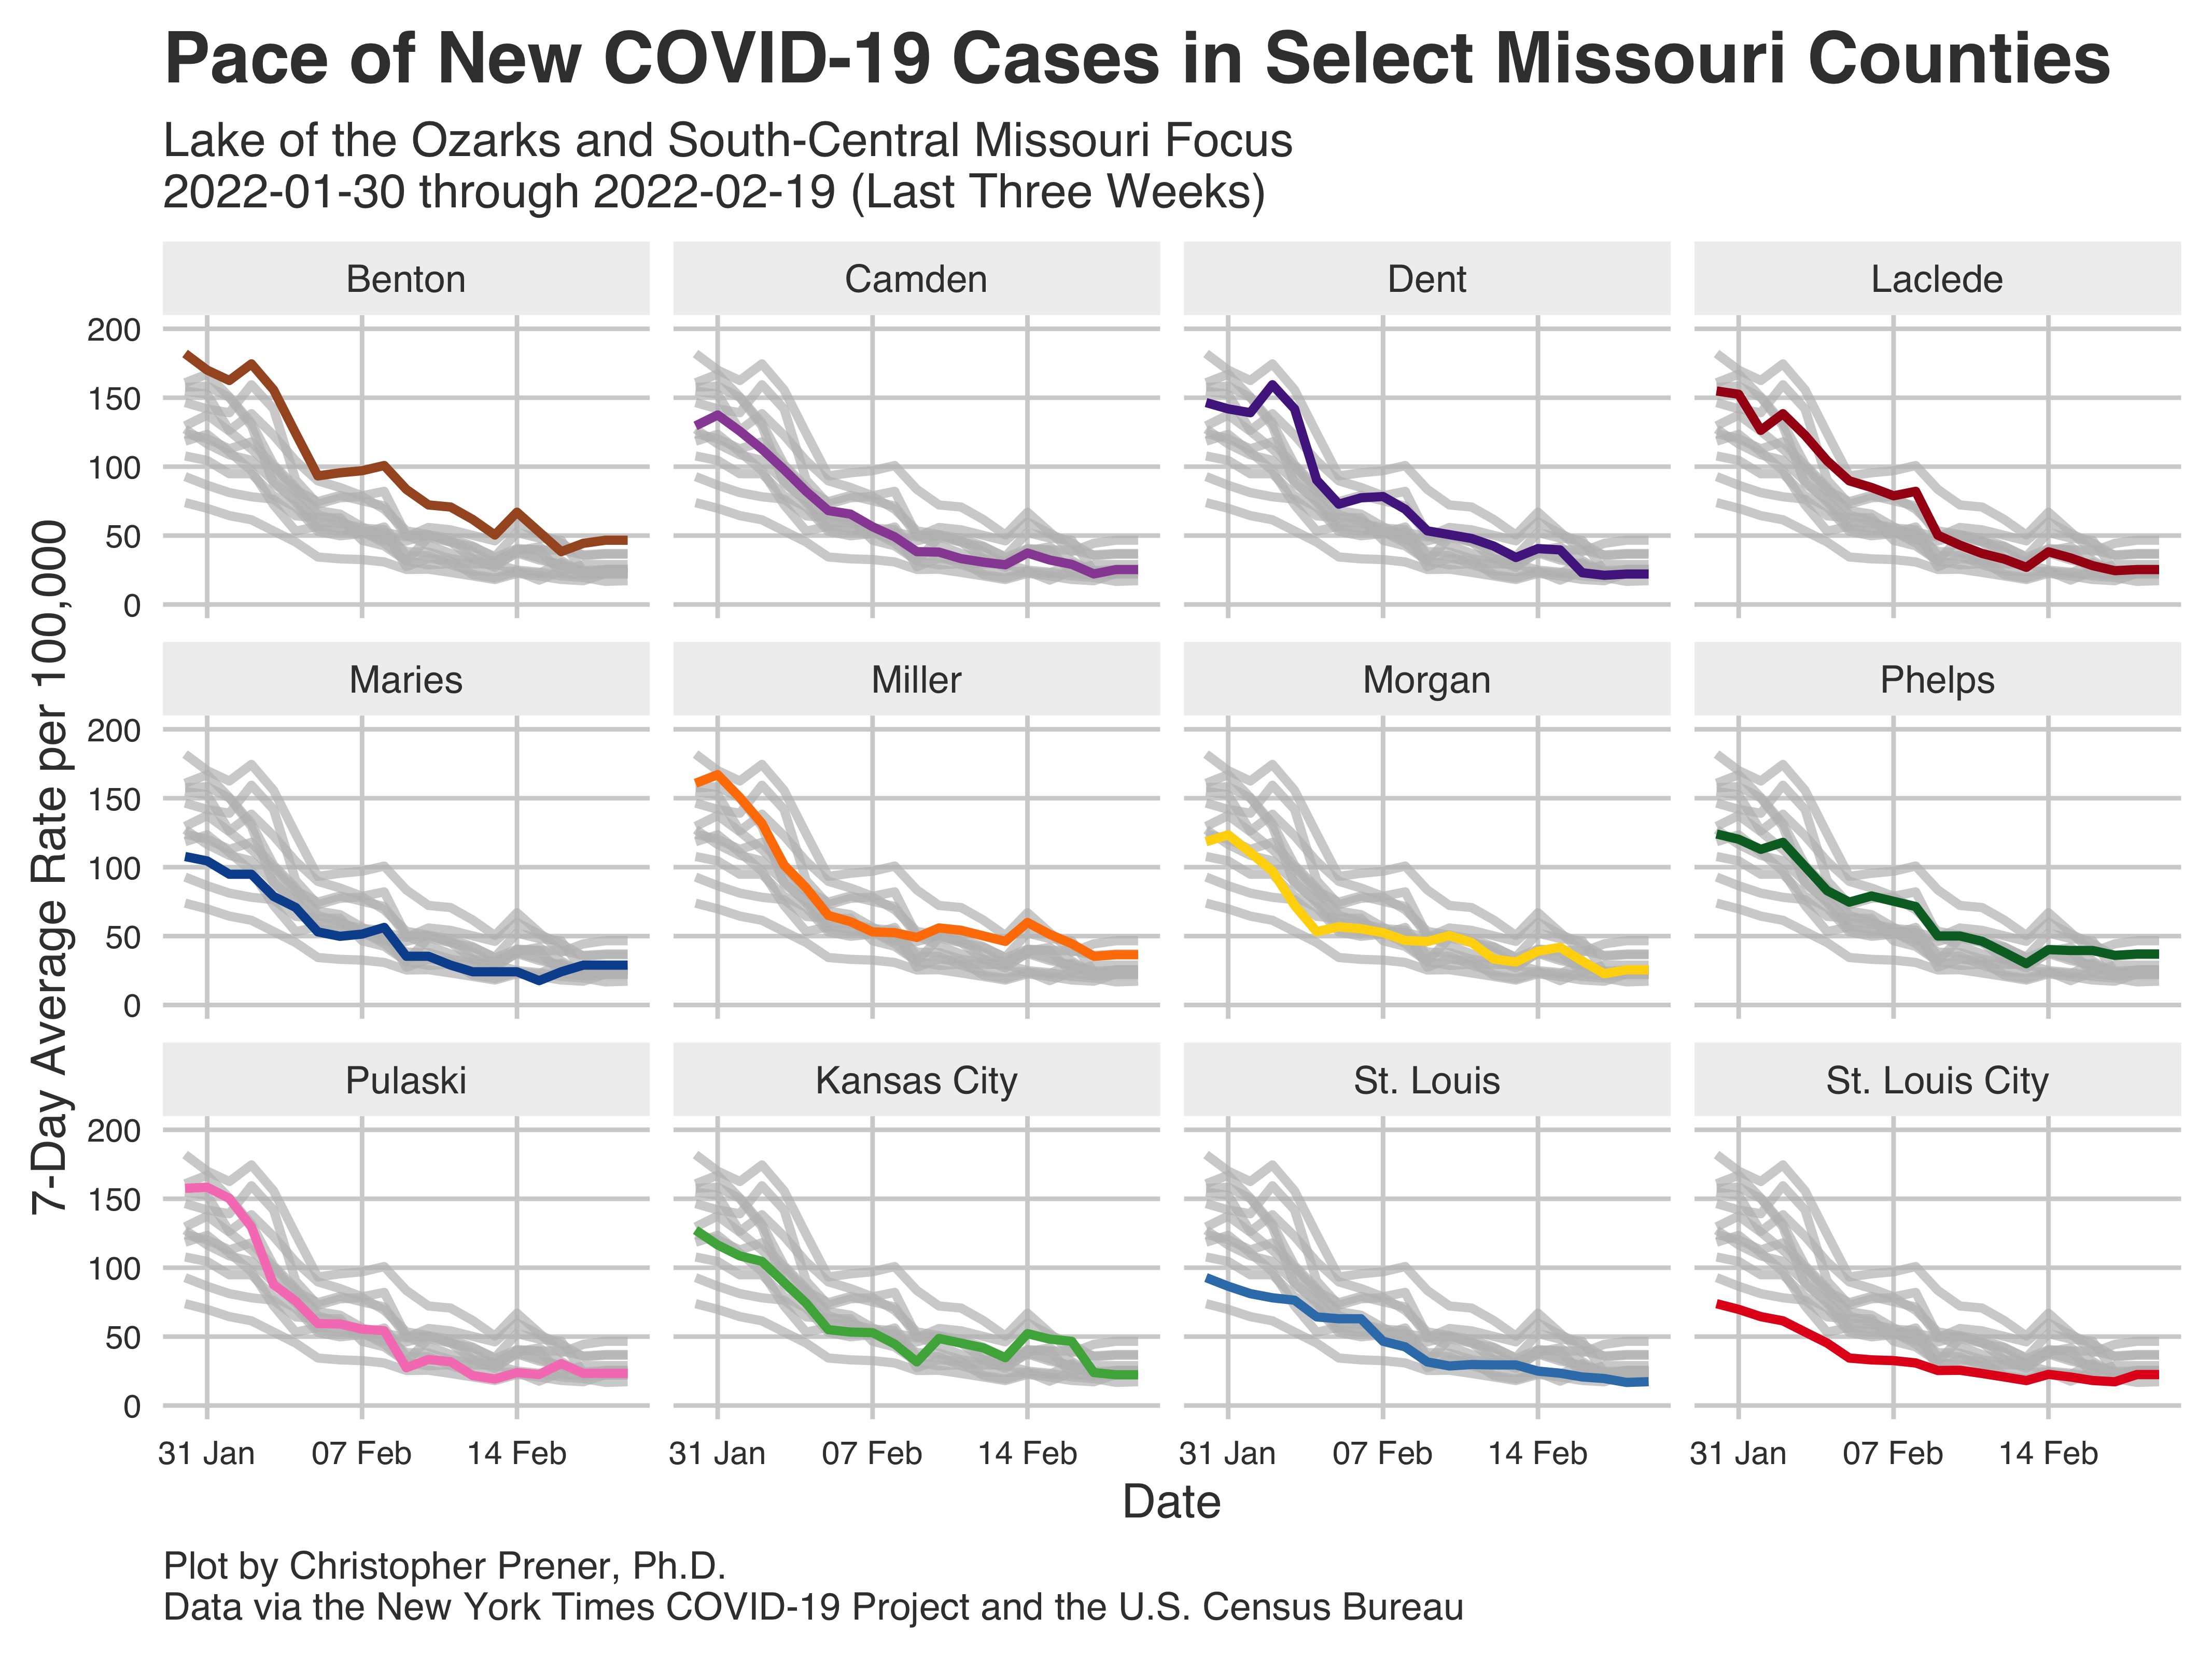 Pace of New COVID-19 Cases in Select Missouri Counties
Lake of the Ozarks and South-Central Missouri Focus
2022-01-30 through 2022-02-19 (Last Three Weeks)
Benton
Camden
Dent
Laclede
200
150
100
50
0
Maries
Miller
Morgan
Phelps
200
150
100
50
0
Pulaski
Kansas City
St. Louis
St. Louis City
200
150
100
50
0
7-Day Average Rate per 100,000
31 Jan 07 Feb 14 Feb
31 Jan 07 Feb 14 Feb
31 Jan 07 Feb 14 Feb
31 Jan 07 Feb 14 Feb
Date
Plot by Christopher Prener, Ph.D.
Data via the New York Times COVID-19 Project and the U.S. Census Bureau